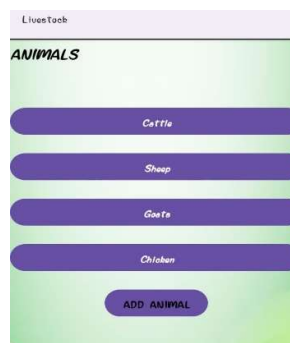 Livestock
ANIMALS
Cattle
Sheep
Goats
Chicken
ADD ANIMAL